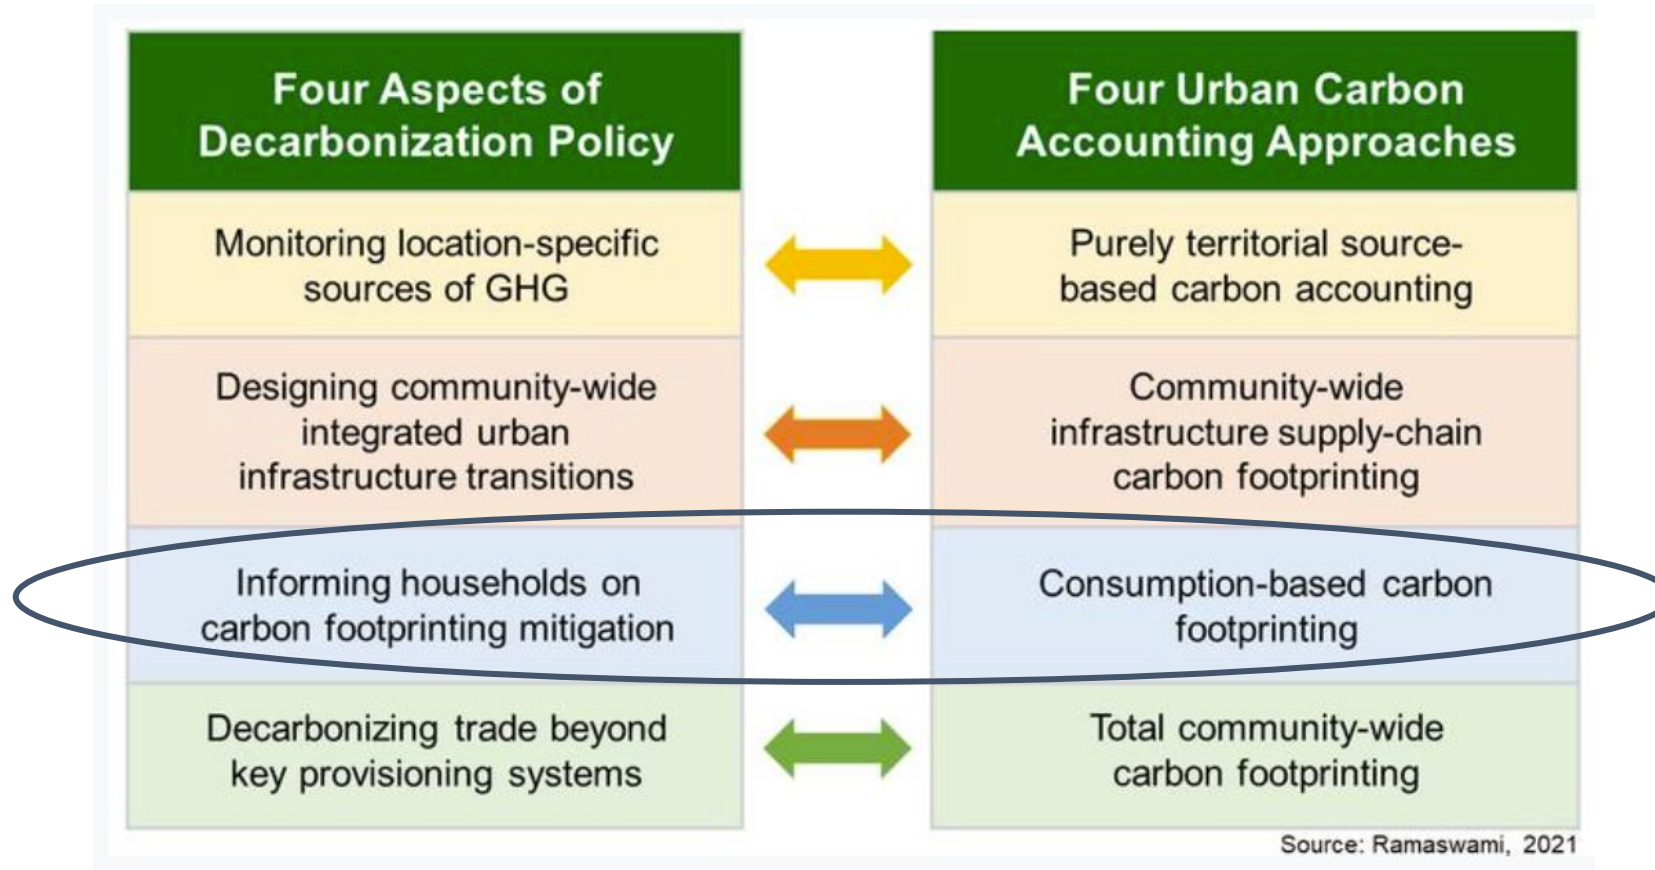 Four Aspects of
Decarbonization Policy
Four Urban Carbon
Accounting Approaches
Monitoring location-specific
sources of GHG
Purely territorial source-
based carbon accounting
Designing community-wide
integrated urban
infrastructure transitions
Community-wide
infrastructure supply-chain
carbon footprinting
Informing households on
carbon footprinting mitigation
Consumption-based carbon
footprinting
Decarbonizing trade beyond
key provisioning systems
Total community-wide
carbon footprinting
Source: Ramaswami, 2021